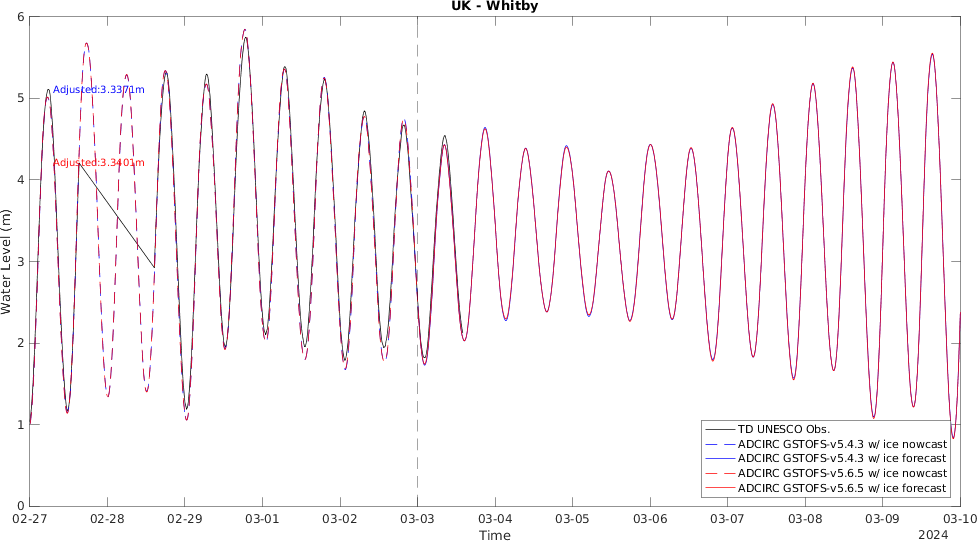 UK - Whitby
6
5
4
3
2
1
0
Water Level (m)
Adjusted:3.3371m
Adjusted:3.3401m
TD UNESCO Obs.
ADCIRC GSTOFS-v5.4.3 w/ ice nowcast
ADCIRC GSTOFS-v5.4.3 w/ ice forecast
ADCIRC GSTOFS-v5.6.5 w/ ice nowcast
ADCIRC GSTOFS-v5.6.5 w/ ice forecast
02-27 02-28 02-29 03-01 03-02 03-03 03-04 03-05 03-06 03-07 03-08 03-09 03-10
Time
2024